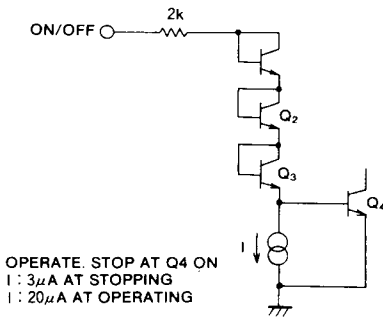 2k
ON/OFF
Q2
Q3
Q4
I
OPERATE. STOP AT Q4 ON
I : 3μA AT STOPPING
I : 20μA AT OPERATING